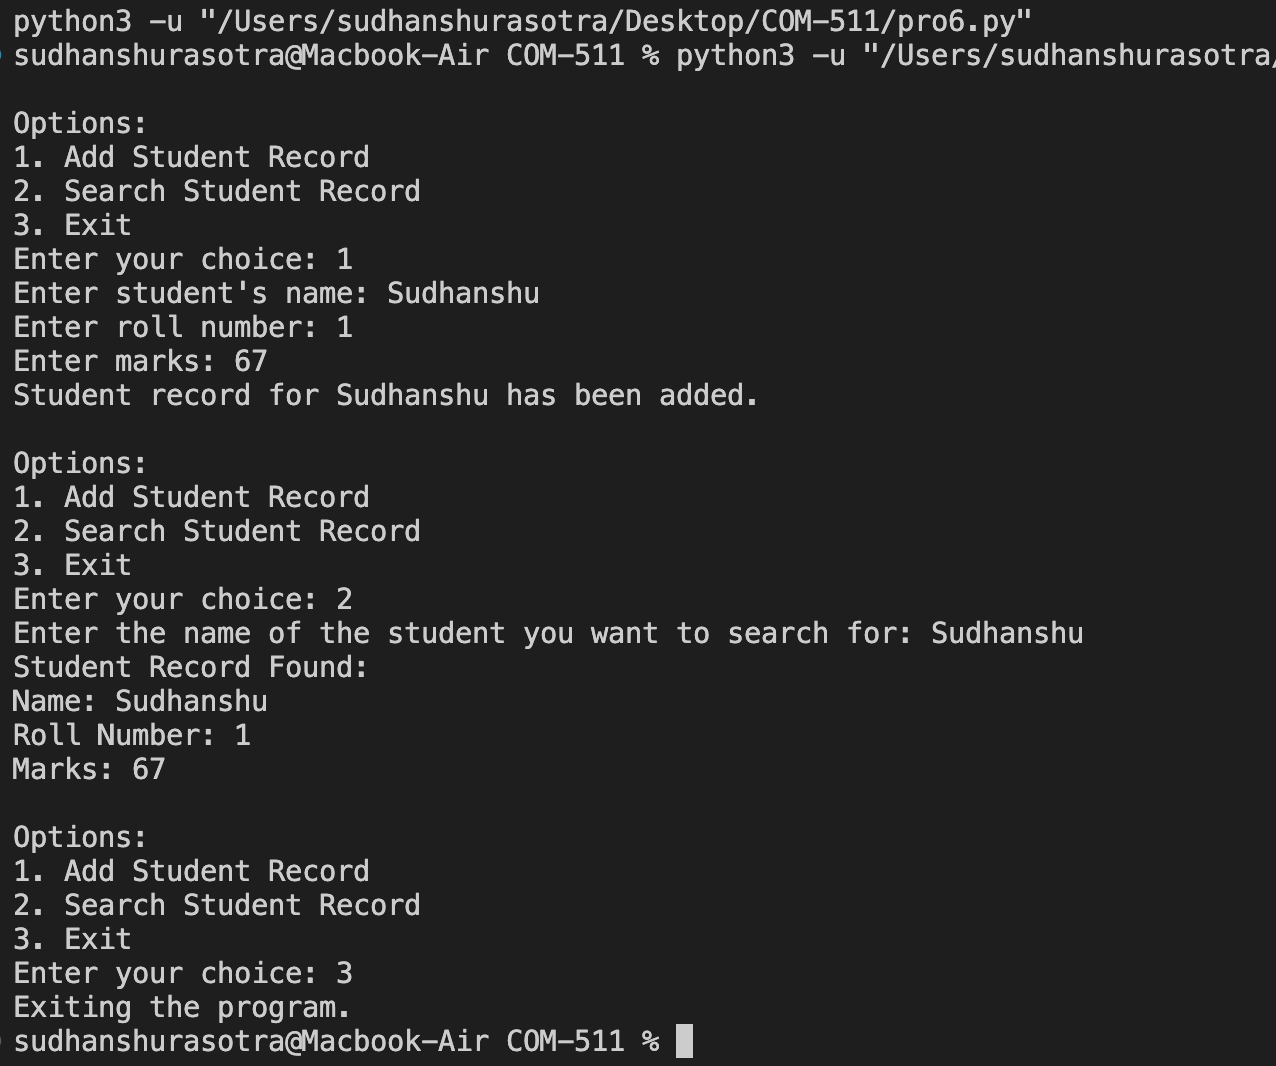 python3 -u "/Users/sudhanshurasotra/Desktop/COM-511/pro6.py"
sudhanshurasotra@Macbook-Air COM-511 % python3 -u "/Users/sudhanshurasotra/
Options:
1. Add Student Record
2. Search Student Record
3. Exit
Enter your choice: 1
Enter student's name: Sudhanshu
Enter roll number: 1
Enter marks: 67
Student record for Sudhanshu has been added.
Options:
1. Add Student Record
2. Search Student Record
3. Exit
Enter your choice: 2
Enter the name of the student you want to search for: Sudhanshu
Student Record Found:
Name: Sudhanshu
Roll Number: 1
Marks: 67
Options:
1. Add Student Record
2. Search Student Record
3. Exit
Enter your choice: 3
Exiting the program.
sudhanshurasotra@Macbook-Air COM-511 %